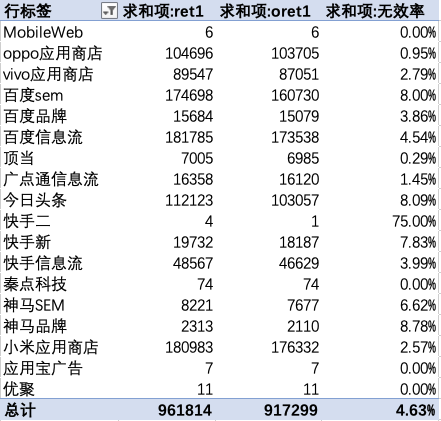 行标签 求和项:ret1 求和项:oret1 求和项:无效率
MobileWeb 6 6 0.00%
oppo应用商店 104696 103705 0.95%
vivo应用商店 89547 87051 2.79%
百度sem 174698 160730 8.00%
百度品牌 15684 15079 3.86%
百度信息流 181785 173538 4.54%
顶当 7005 6985 0.29%
广点通信息流 16358 16120 1.45%
今日头条 112123 103057 8.09%
快手二 4 1 75.00%
快手新 19732 18187 7.83%
快手信息流 48567 46629 3.99%
秦点科技 74 74 0.00%
神马SEM 8221 7677 6.62%
神马品牌 2313 2110 8.78%
小米应用商店 180983 176332 2.57%
应用宝广告 7 7 0.00%
优聚 11 11 0.00%
总计 961814 917299 4.63%